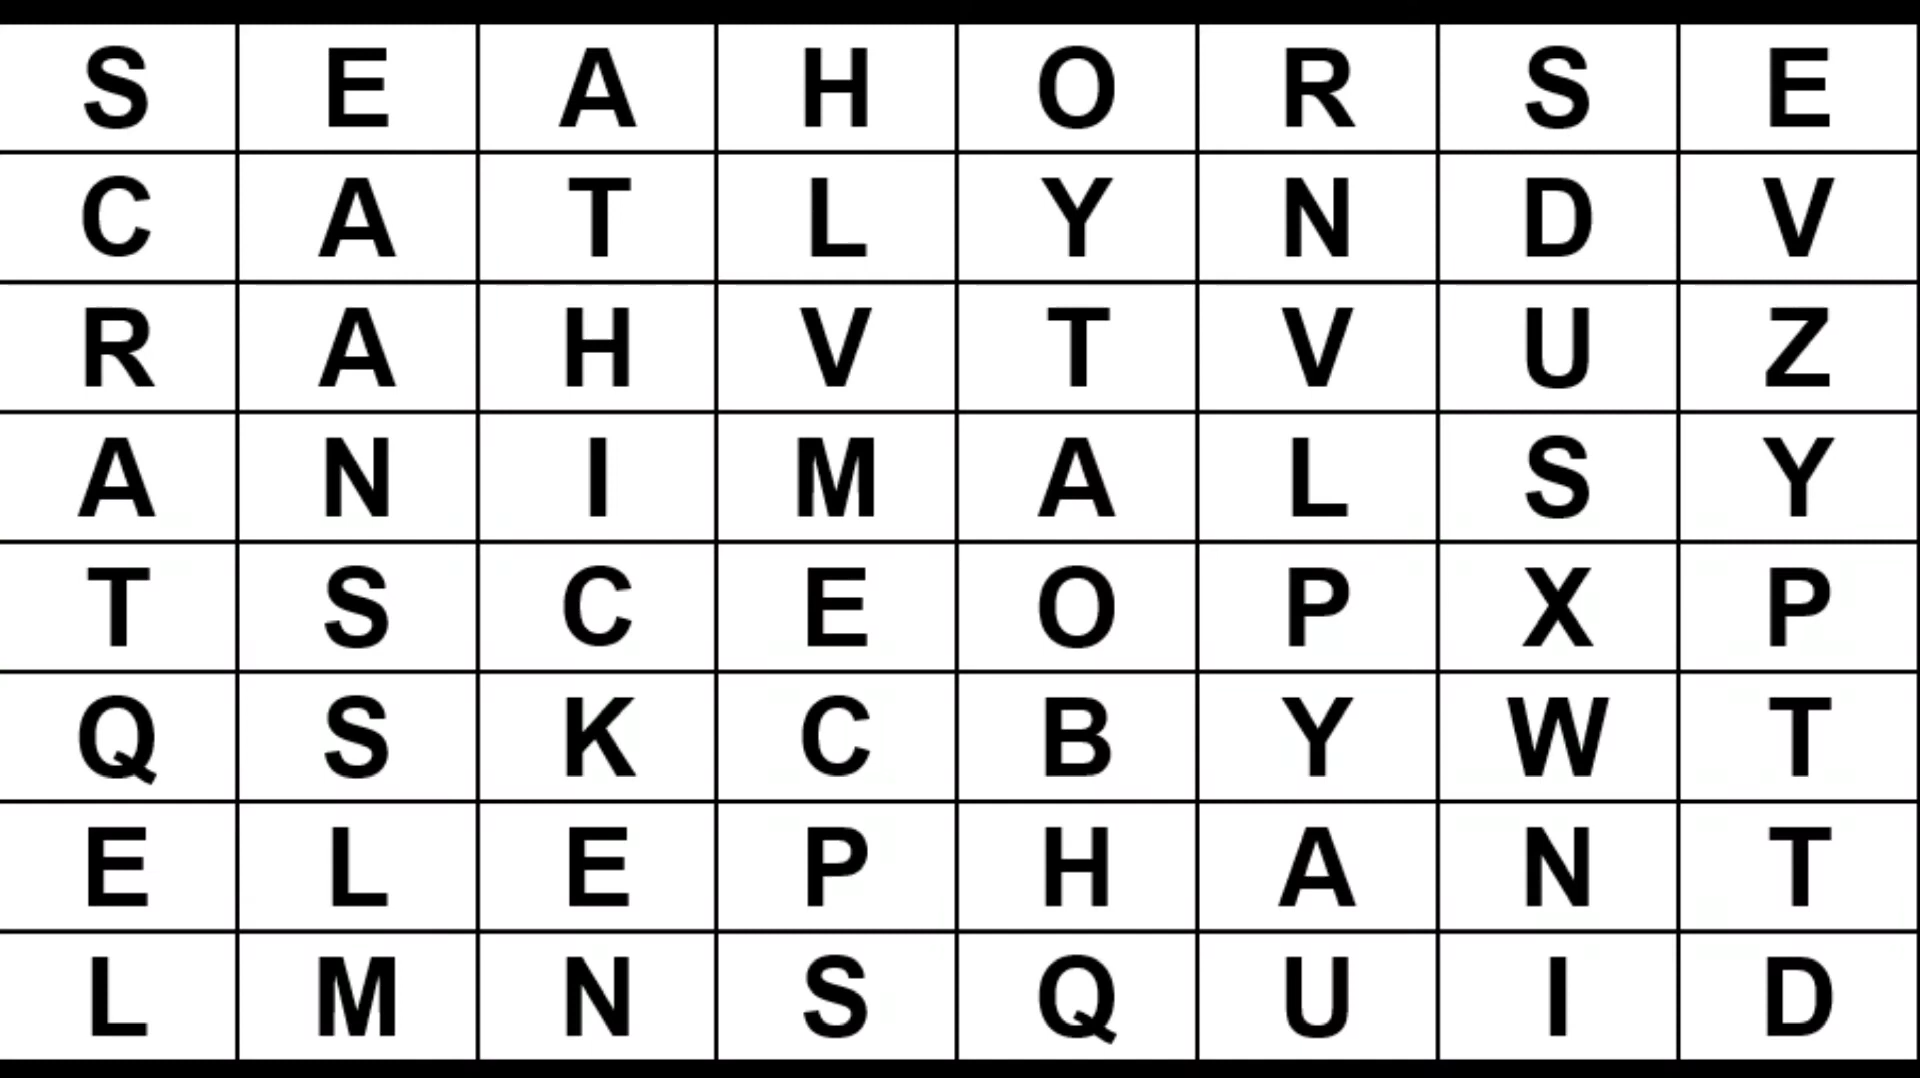 S E A H O R S E
C A T L Y N D V
R A H V T V U Z
A N I M A L S Y
T S C E O P X P
Q S K C B Y W T
E L E P H A N T
L M N S Q U I D